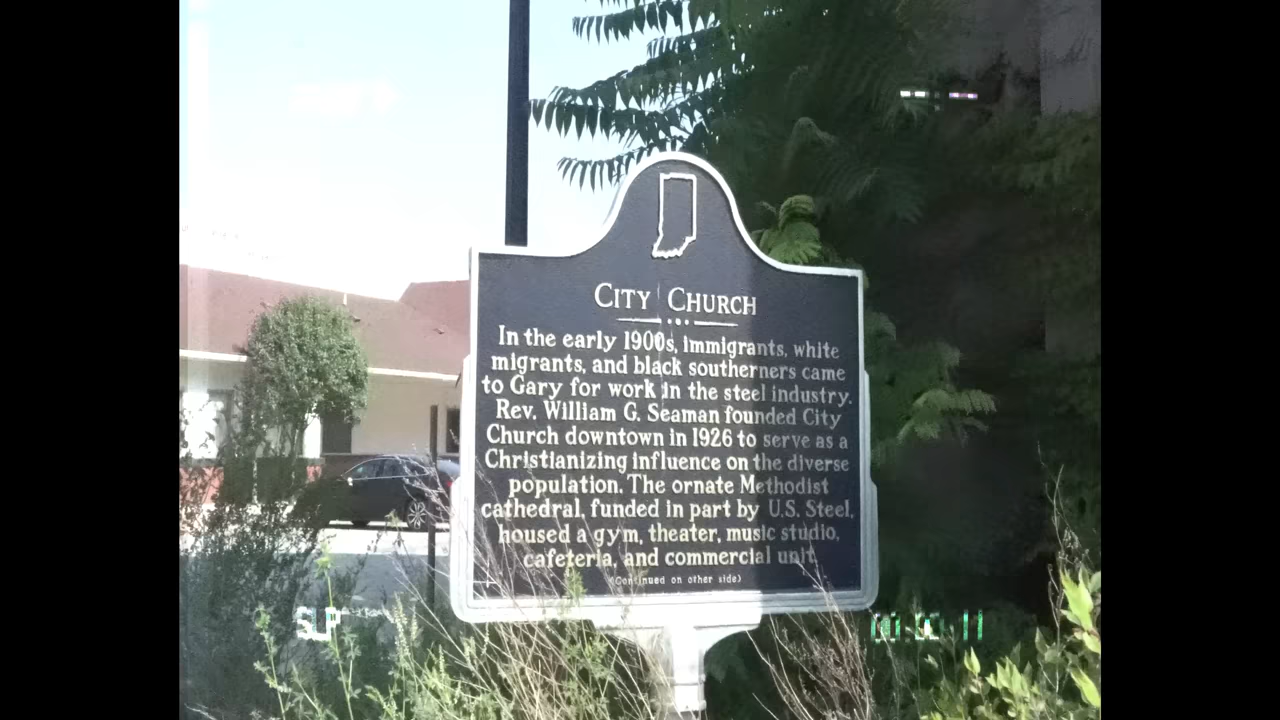 CITY CHURCH
In the early 1900s, immigrants, white
migrants, and black southerners came
to Gary for work in the steel industry.
Rev. William G. Seaman founded City
Church downtown in 1926 to serve as a
Christianizing influence on the diverse
population. The ornate Methodist
cathedral, funded in part by U.S. Steel,
housed a gym, theater, music studio,
cafeteria, and commercial unit.
(Continued on other side)
SLP